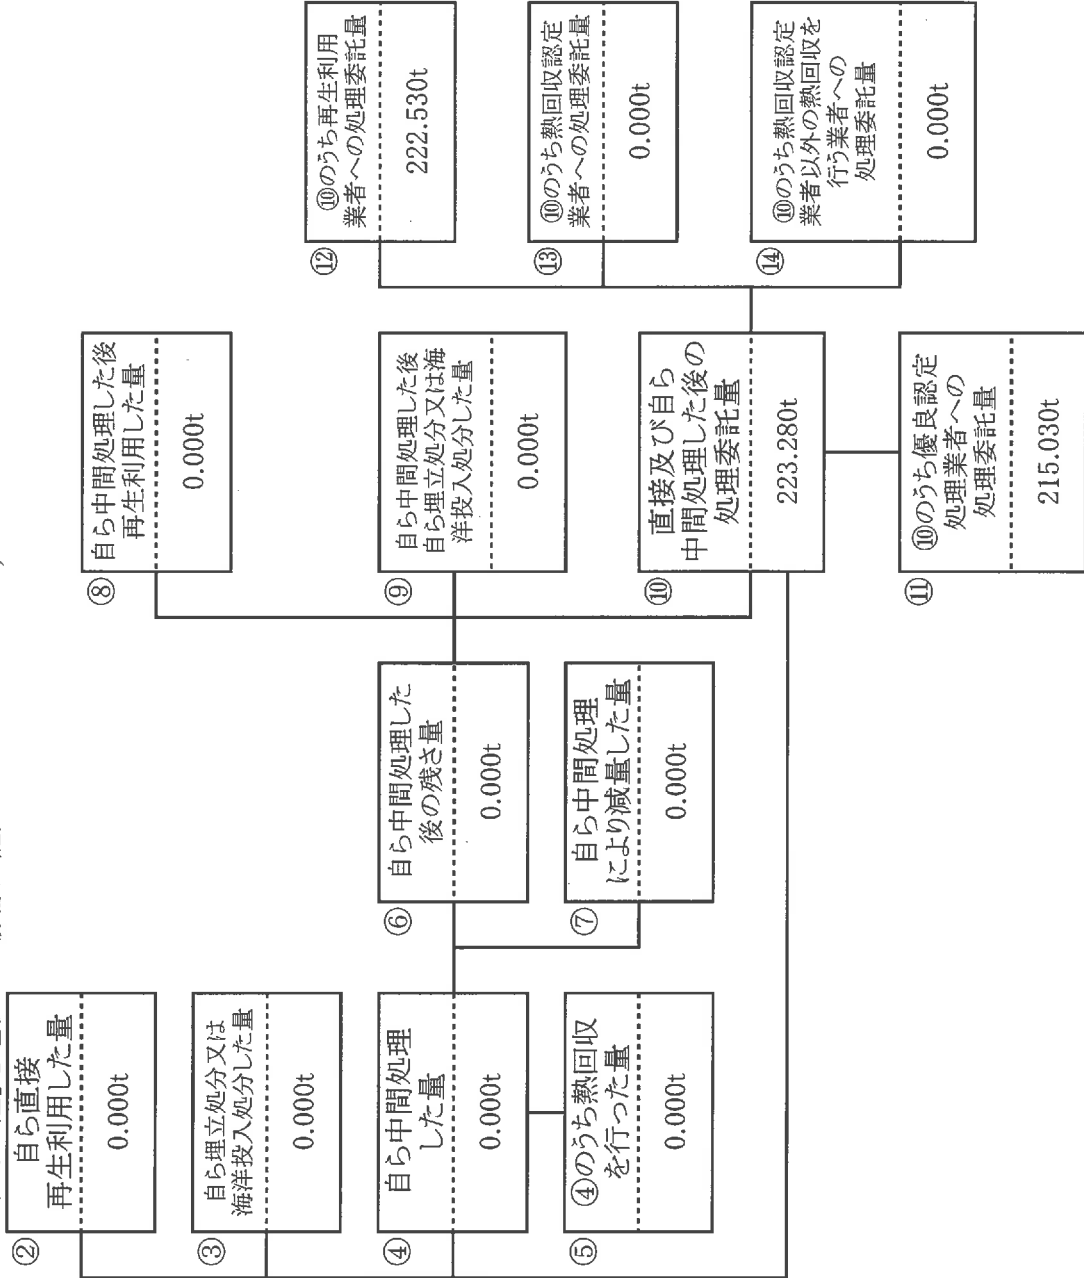 ②
自ら直接
再生利用した量
0.000t
③
自ら埋立処分又は
海洋投入処分した量
0.000t
④
自ら中間処理
した量
0.000t
⑤
④のうち熱回収
を行った量
0.000t
⑥
自ら中間処理した
後の残さ量
0.000t
⑦
自ら中間処理
により減量した量
0.000t
⑧
自ら中間処理した後
再生利用した量
0.000t
⑨
自ら中間処理した後
自ら埋立処分又は海
洋投入処分した量
0.000t
⑩
直接及び自ら
中間処理した後の
処理委託量
223.280t
⑪
⑩のうち優良認定
処理業者への
処理委託量
215.030t
⑫
⑩のうち再生利用
業者への処理委託量
222.530t
⑬
⑩のうち熱回収認定
業者への処理委託量
0.000t
⑭
⑩のうち熱回収認定
業者以外の熱回収を
行う業者への
処理委託量
0.000t